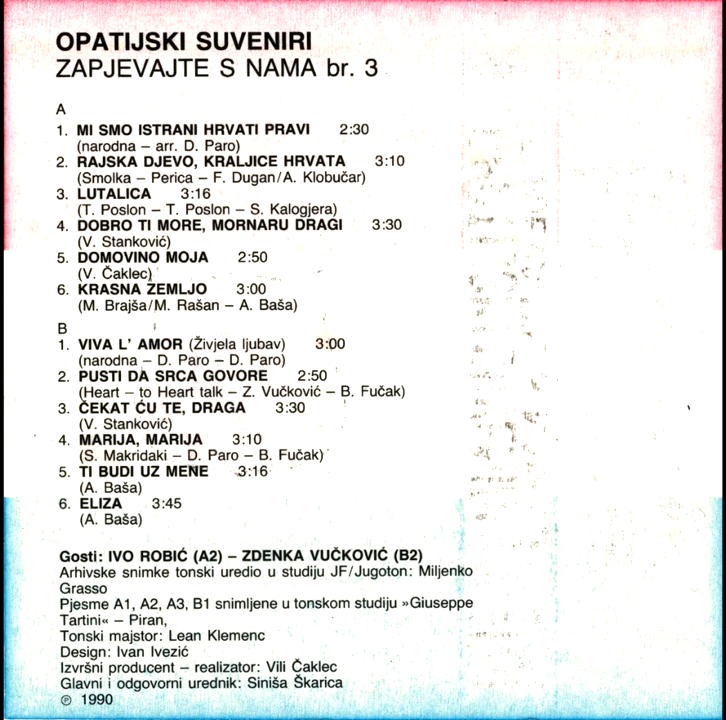 OPATIJSKI SUVENIRI
ZAPJEVAJTE S NAMA br. 3
A
1. MI SMO ISTRANI HRVATI PRAVI 2:30
(narodna – arr. D. Paro)
2. RAJSKA DJEVO, KRALJICE HRVATA 3:10
(Smolka – Perica – F. Dugan/A. Klobučar)
3. LUTALICA 3:16
(T. Poslon – T. Poslon – S. Kalogjera)
4. DOBRO TI MORE, MORNARU DRAGI 3:30
(V. Stanković)
5. DOMOVINO MOJA 2:50
(V. Čaklec)
6. KRASNA ZEMLJO 3:00
(M. Brajša/M. Rašan – A. Baša)
B
1. VIVA L' AMOR (Živjela ljubav) 3:00
(narodna – D. Paro – D. Paro)
2. PUSTI DA SRCA GOVORE 2:50
(Heart – to Heart talk – Z. Vučković – B. Fučak)
3. ČEKAT ĆU TE, DRAGA 3:30
(V. Stanković)
4. MARIJA, MARIJA 3:10
(S. Makridaki – D. Paro – B. Fučak)
5. TI BUDI UZ MENE 3:16
(A. Baša)
6. ELIZA 3:45
(A. Baša)
Gosti: IVO ROBIĆ (A2) – ZDENKA VUČKOVIĆ (B2)
Arhivske snimke tonski uredio u studiju JF/Jugoton: Miljenko
Grasso
Pjesme A1, A2, A3, B1 snimljene u tonskom studiju »Giuseppe
Tartini« – Piran,
Tonski majstor: Lean Klemenc
Design: Ivan Ivezić
Izvršni producent – realizator: Vili Čaklec
Glavni i odgovorni urednik: Siniša Škarica
℗ 1990